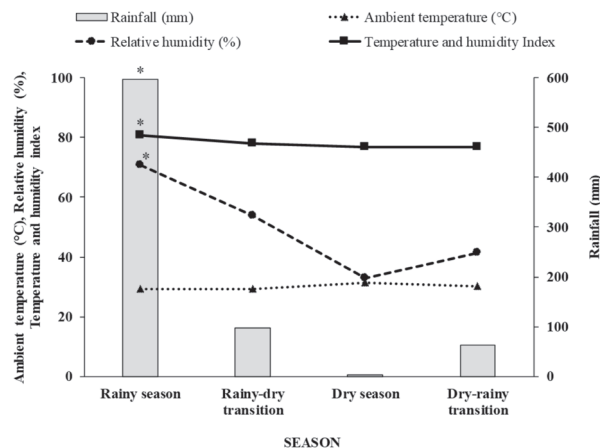 Rainfall (mm)
Ambient temperature (°C)
Relative humidity (%)
Temperature and humidity Index
Ambient temperature (°C), Relative humidity (%),
Temperature and humidity index
100
80
60
40
20
0
*
*
*
600
500
400
300
200
100
0
Rainfall (mm)
Rainy season
Rainy-dry
transition
Dry season
Dry-rainy
transition
SEASON